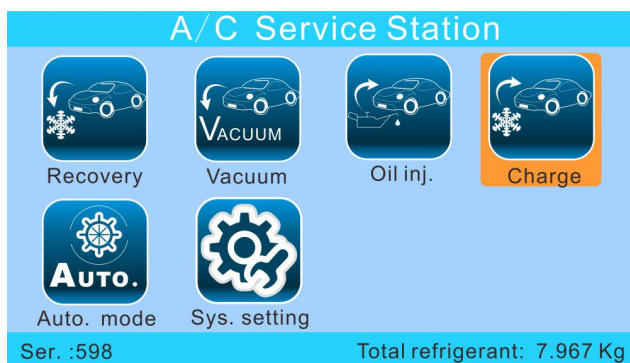 A/C Service Station
VACUUM
Recovery Vacuum Oil inj. Charge
AUTO.
Auto. mode Sys. setting
Ser. :598 Total refrigerant: 7.967 Kg